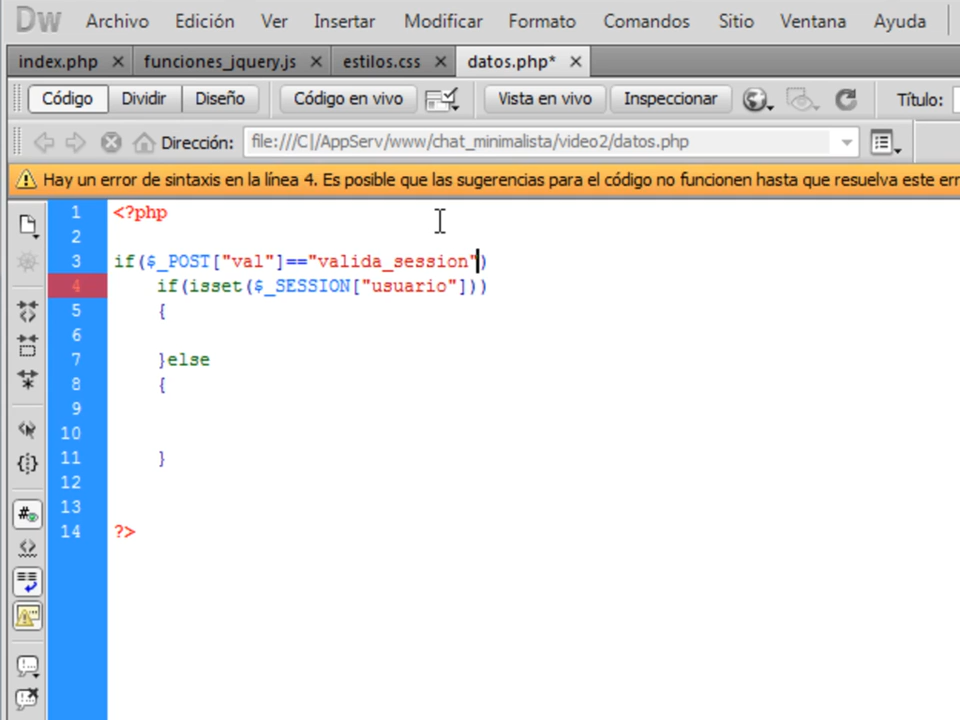 Dw Archivo Edición Ver Insertar Modificar Formato Comandos Sitio Ventana Ayuda
index.php × funciones_jquery.js × estilos.css × datos.php* ×
Código Dividir Diseño Código en vivo Vista en vivo Inspeccionar Título:
Dirección: file:///C|/AppServ/www/chat_minimalista/video2/datos.php
Hay un error de sintaxis en la línea 4. Es posible que las sugerencias para el código no funcionen hasta que resuelva este err
1 <?php
2
3 if($_POST["val"]=="valida_session")
4 if(isset($_SESSION["usuario"]))
5 {
6
7 }else
8 {
9
10
11 }
12
13
14 ?>